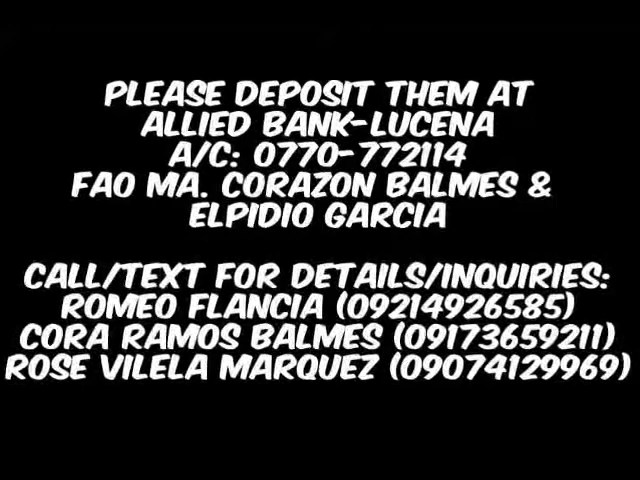 PLEASE DEPOSIT THEM AT
ALLIED BANK-LUCENA
A/C: 0770-772114
FAO MA. CORAZON BALMES &
ELPIDIO GARCIA
CALL/TEXT FOR DETAILS/INQUIRIES:
ROMEO FLANCIA (09214926585)
CORA RAMOS BALMES (09173659211)
ROSE VILELA MARQUEZ (09074129969)